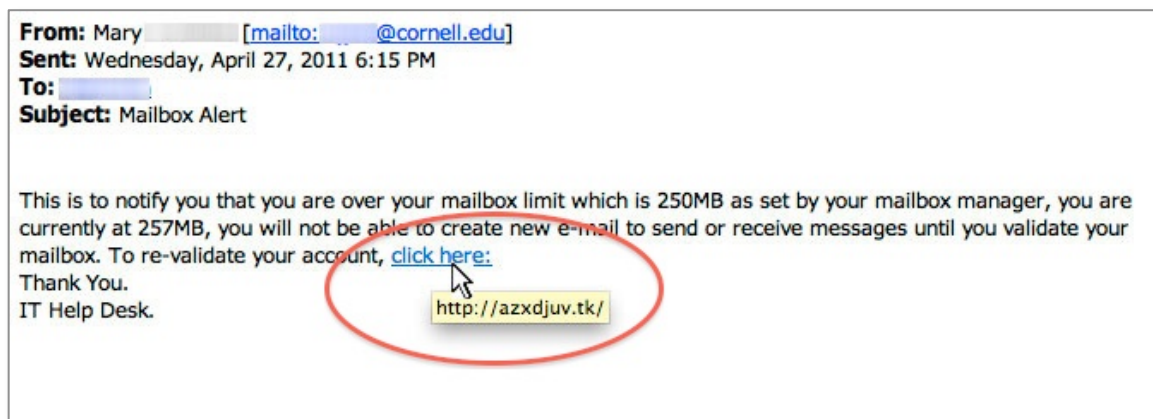 From: Mary [mailto: @cornell.edu]
Sent: Wednesday, April 27, 2011 6:15 PM
To:
Subject: Mailbox Alert
This is to notify you that you are over your mailbox limit which is 250MB as set by your mailbox manager, you are
currently at 257MB, you will not be able to create new e-mail to send or receive messages until you validate your
mailbox. To re-validate your account, click here:
Thank You.
IT Help Desk.
http://azxdjuv.tk/